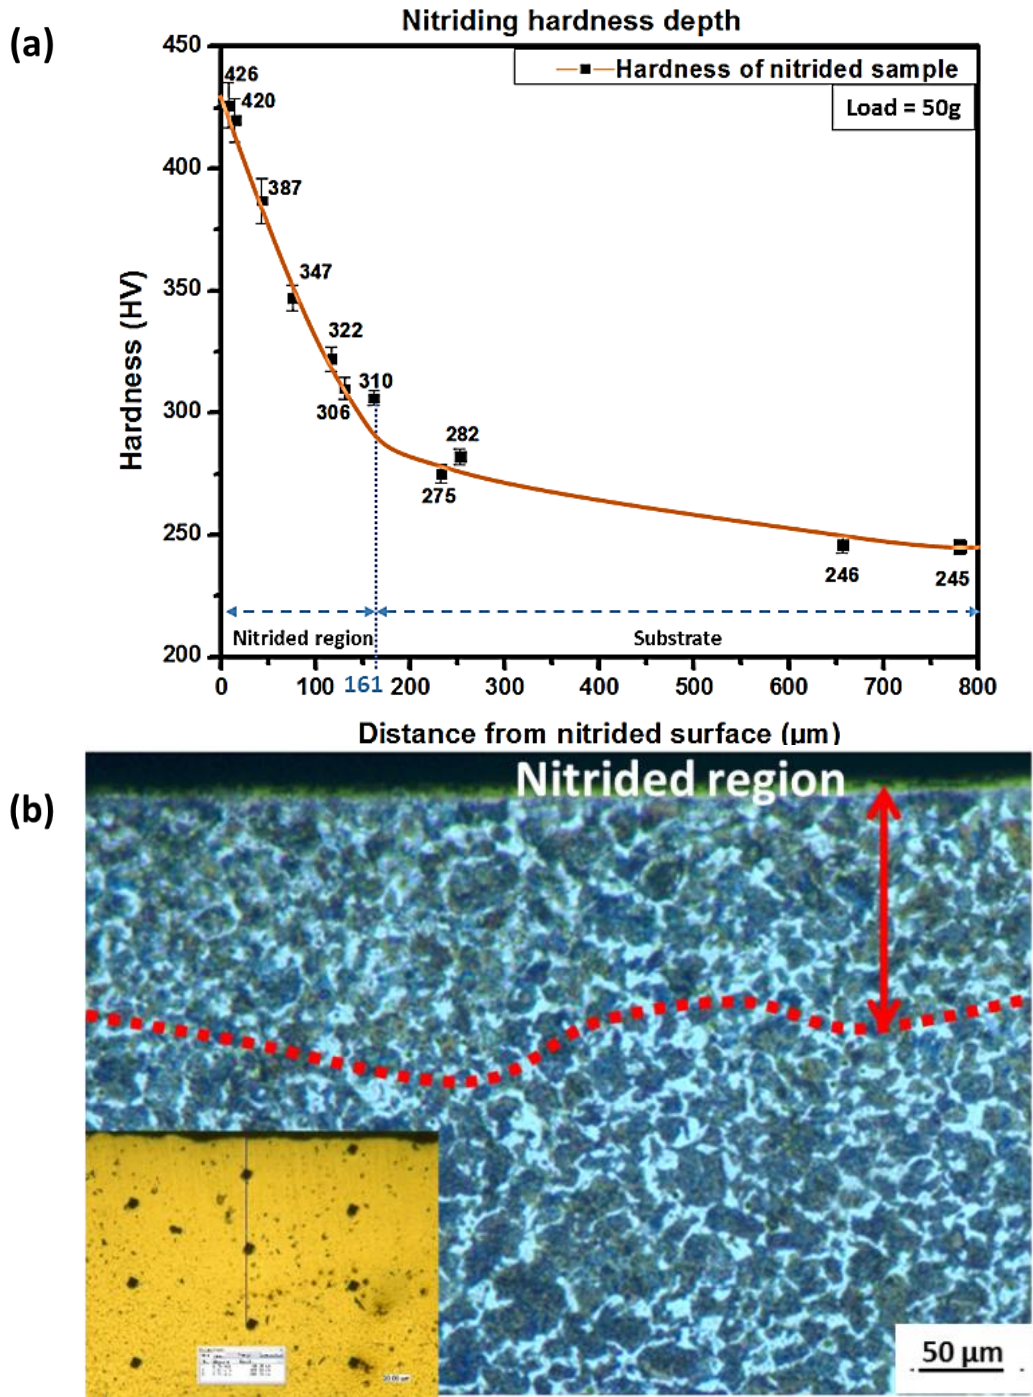 (a)
Nitriding hardness depth
Hardness of nitrided sample
Load = 50g
450
400
350
300
250
200
Hardness (HV)
426
420
387
347
322
306
310
282
275
246
245
Nitrided region
Substrate
0
100
161
200
300
400
500
600
700
800
Distance from nitrided surface (µm)
(b)
Nitrided region
50 µm